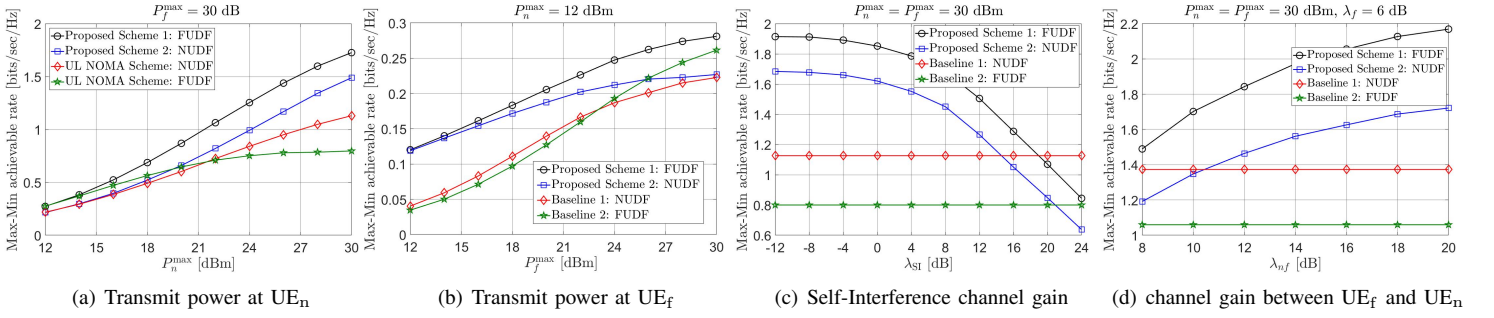 P_f^max = 30 dB
Max-Min achievable rate [bits/sec/Hz]
2
1.5
1
0.5
0
Proposed Scheme 1: FUDF
Proposed Scheme 2: NUDF
UL NOMA Scheme: NUDF
UL NOMA Scheme: FUDF
12 14 16 18 20 22 24 26 28 30
P_n^max [dBm]
(a) Transmit power at UE_n
P_n^max = 12 dBm
Max-Min achievable rate [bits/sec/Hz]
0.3
0.25
0.2
0.15
0.1
0.05
0
Proposed Scheme 1: FUDF
Proposed Scheme 2: NUDF
Baseline 1: NUDF
Baseline 2: FUDF
12 14 16 18 20 22 24 26 28 30
P_f^max [dBm]
(b) Transmit power at UE_f
P_n^max = P_f^max = 30 dBm
Max-Min achievable rate [bits/sec/Hz]
2
1.8
1.6
1.4
1.2
1
0.8
0.6
Proposed Scheme 1: FUDF
Proposed Scheme 2: NUDF
Baseline 1: NUDF
Baseline 2: FUDF
-12 -8 -4 0 4 8 12 16 20 24
λ_SI [dB]
(c) Self-Interference channel gain
P_n^max = P_f^max = 30 dBm, λ_f = 6 dB
Max-Min achievable rate [bits/sec/Hz]
2.2
2
1.8
1.6
1.4
1.2
1
Proposed Scheme 1: FUDF
Proposed Scheme 2: NUDF
Baseline 1: NUDF
Baseline 2: FUDF
8 10 12 14 16 18 20
λ_nf [dB]
(d) channel gain between UE_f and UE_n